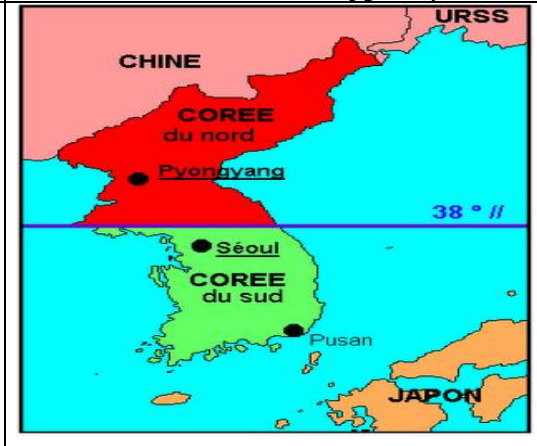 URSS
CHINE
COREE
du nord
Pyongyang
38 ° //
Séoul
COREE
du sud
Pusan
JAPON